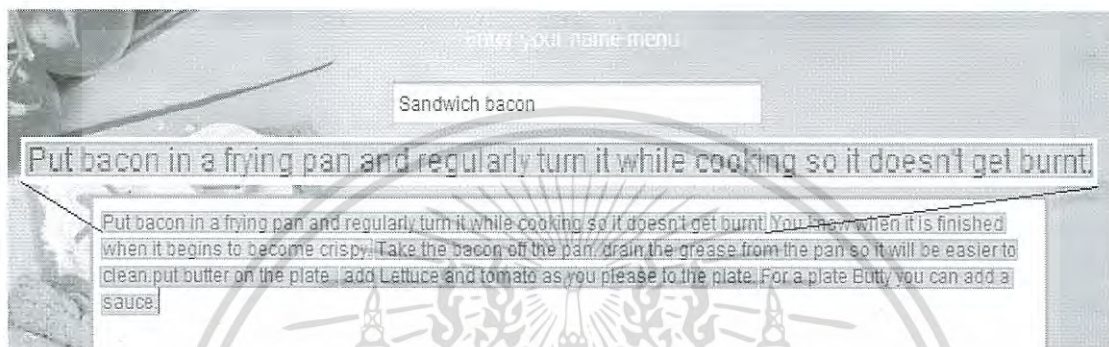 Enter your name menu
Sandwich bacon
Put bacon in a frying pan and regularly turn it while cooking so it doesn't get burnt.
Put bacon in a frying pan and regularly turn it while cooking so it doesn't get burnt. You know when it is finished
when it begins to become crispy. Take the bacon off the pan. drain the grease from the pan so it will be easier to
clean.put butter on the plate , add Lettuce and tomato as you please to the plate. For a plate Butty you can add a
sauce.